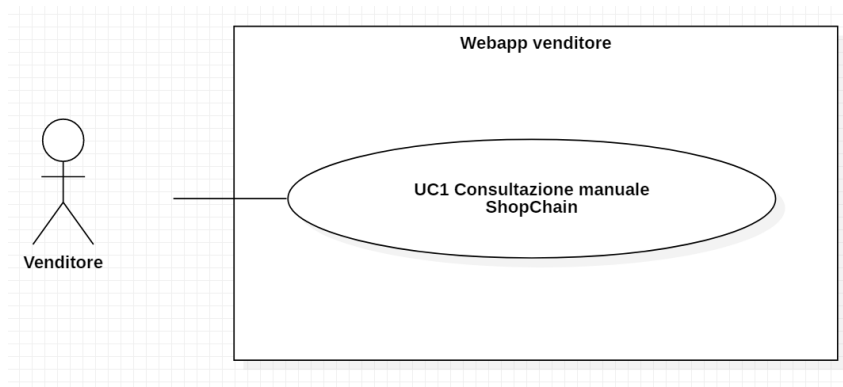 Webapp venditore
UC1 Consultazione manuale
ShopChain
Venditore